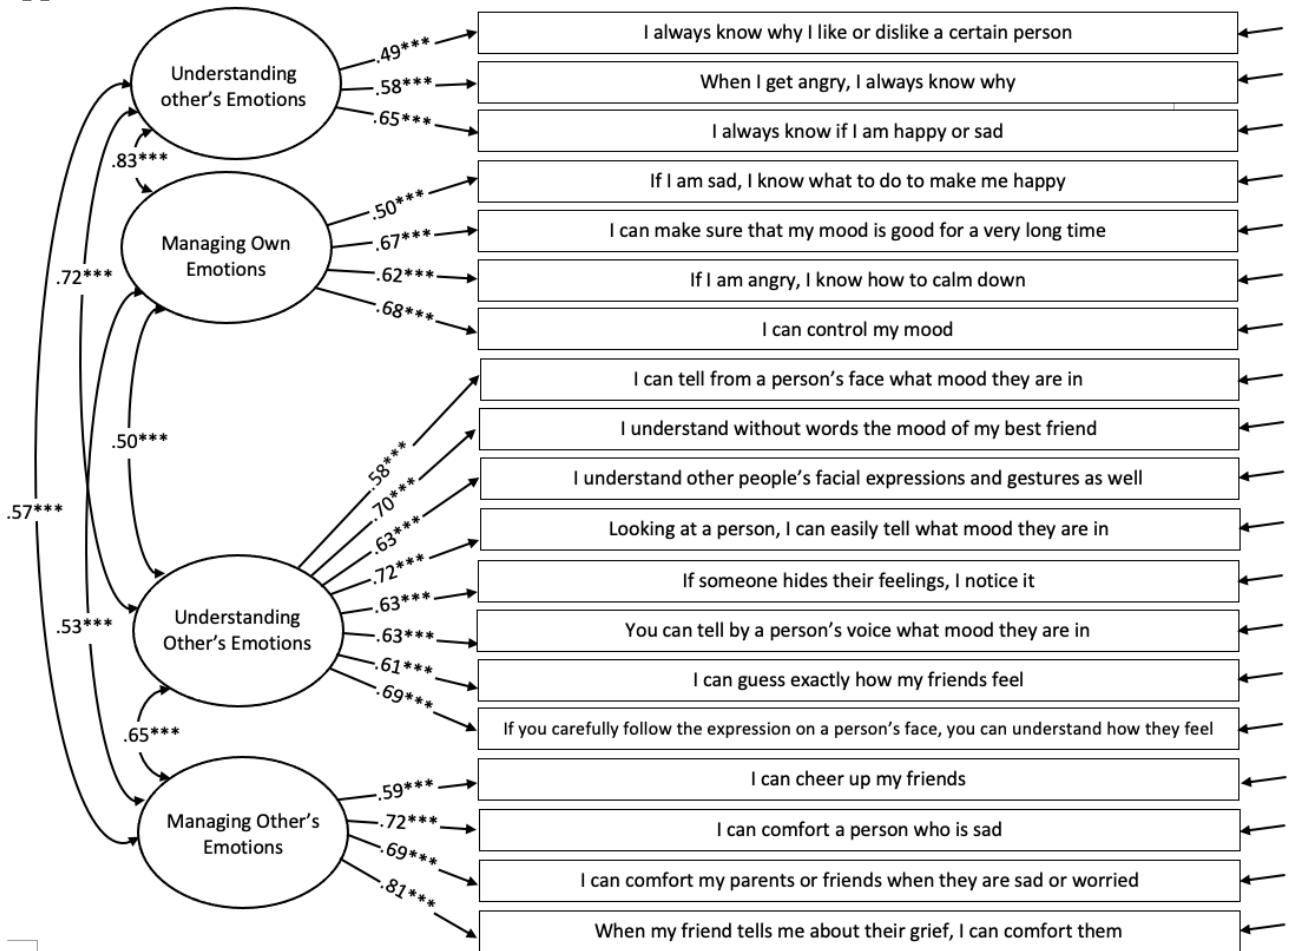 Understanding
other's Emotions
.49***
.58***
.65***
I always know why I like or dislike a certain person
When I get angry, I always know why
I always know if I am happy or sad
.83***
Managing Own
Emotions
.50***
.67***
.62***
.68***
If I am sad, I know what to do to make me happy
I can make sure that my mood is good for a very long time
If I am angry, I know how to calm down
I can control my mood
.72***
.50***
.57***
.53***
Understanding
Other's Emotions
.58***
.70***
.63***
.72***
.63***
.63***
.61***
.69***
I can tell from a person's face what mood they are in
I understand without words the mood of my best friend
I understand other people's facial expressions and gestures as well
Looking at a person, I can easily tell what mood they are in
If someone hides their feelings, I notice it
You can tell by a person's voice what mood they are in
I can guess exactly how my friends feel
If you carefully follow the expression on a person's face, you can understand how they feel
.65***
Managing Other's
Emotions
.59***
.72***
.69***
.81***
I can cheer up my friends
I can comfort a person who is sad
I can comfort my parents or friends when they are sad or worried
When my friend tells me about their grief, I can comfort them